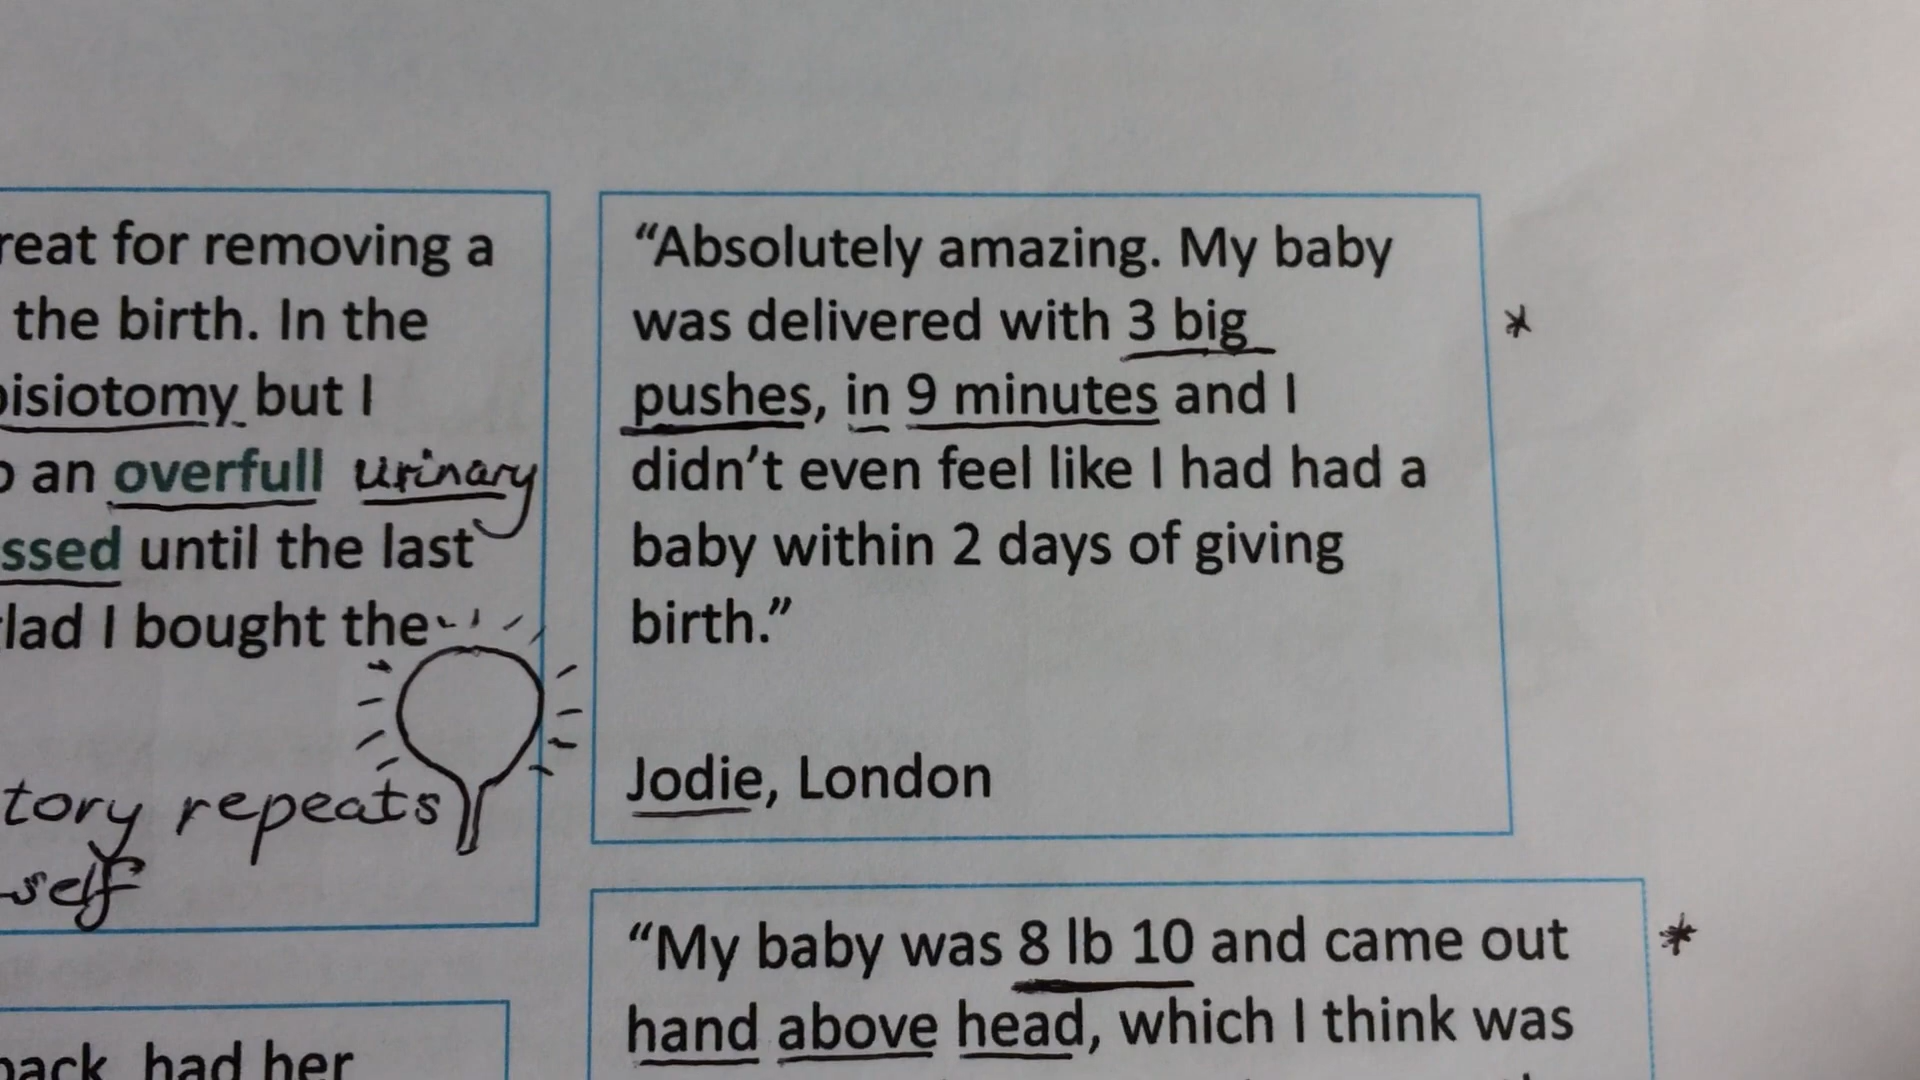 reat for removing a
the birth. In the
pisiotomy but I
an overfull urinary
ssed until the last
lad I bought the
tory repeats
self
"Absolutely amazing. My baby
was delivered with 3 big
pushes, in 9 minutes and I
didn't even feel like I had had a
baby within 2 days of giving
birth."
Jodie, London
"My baby was 8 lb 10 and came out
hand above head, which I think was
back, had her